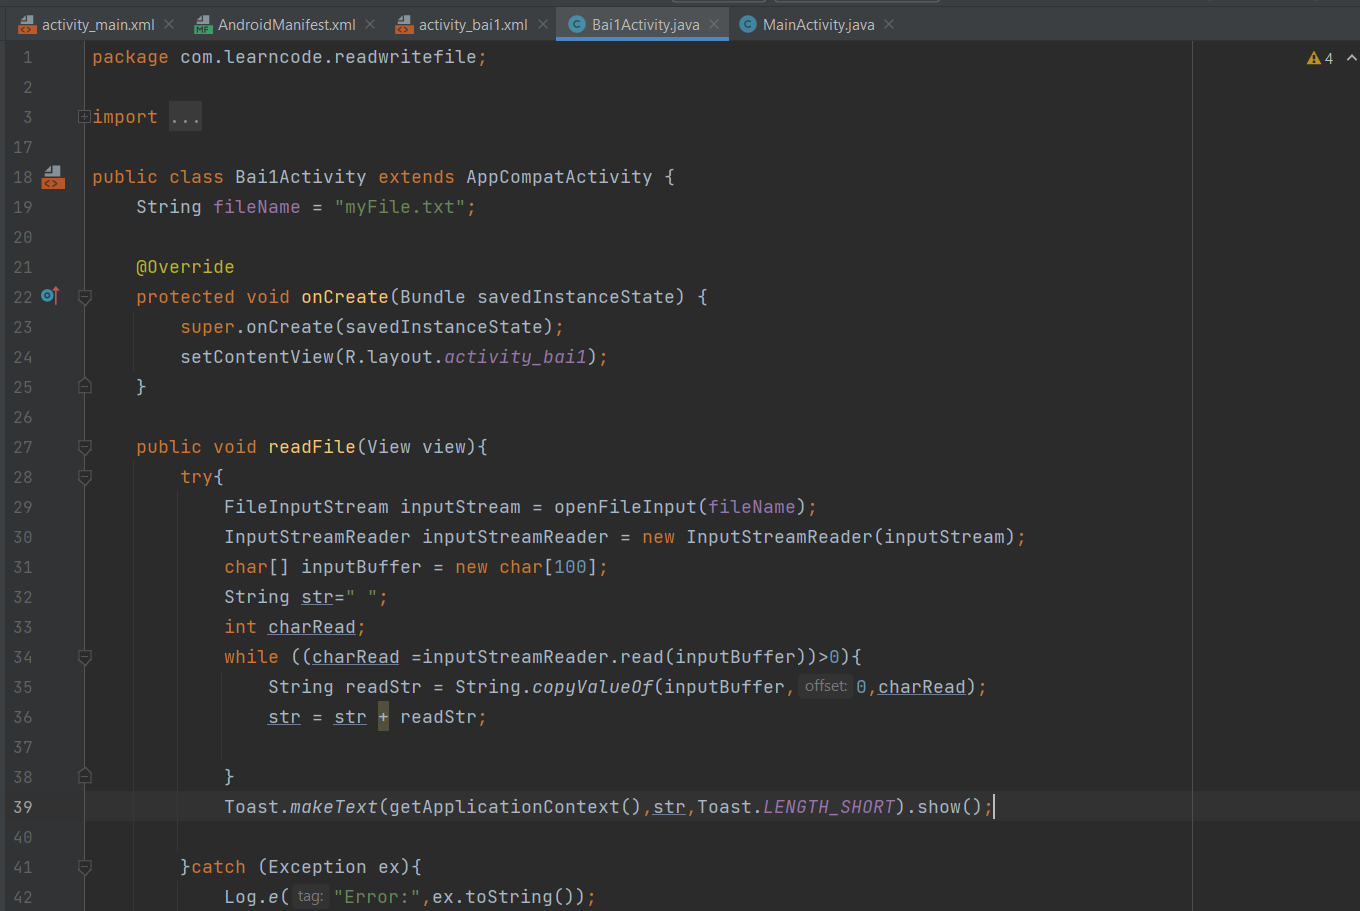 activity_main.xml AndroidManifest.xml activity_bai1.xml Bai1Activity.java MainActivity.java
1 package com.learncode.readwritefile; 4
2
3 import ...
17
18 public class Bai1Activity extends AppCompatActivity {
19 String fileName = "myFile.txt";
20
21 @Override
22 protected void onCreate(Bundle savedInstanceState) {
23 super.onCreate(savedInstanceState);
24 setContentView(R.layout.activity_bai1);
25 }
26
27 public void readFile(View view){
28 try{
29 FileInputStream inputStream = openFileInput(fileName);
30 InputStreamReader inputStreamReader = new InputStreamReader(inputStream);
31 char[] inputBuffer = new char[100];
32 String str=" ";
33 int charRead;
34 while ((charRead =inputStreamReader.read(inputBuffer))>0){
35 String readStr = String.copyValueOf(inputBuffer, offset: 0,charRead);
36 str = str + readStr;
37
38 }
39 Toast.makeText(getApplicationContext(),str,Toast.LENGTH_SHORT).show();
40
41 }catch (Exception ex){
42 Log.e( tag: "Error:",ex.toString());